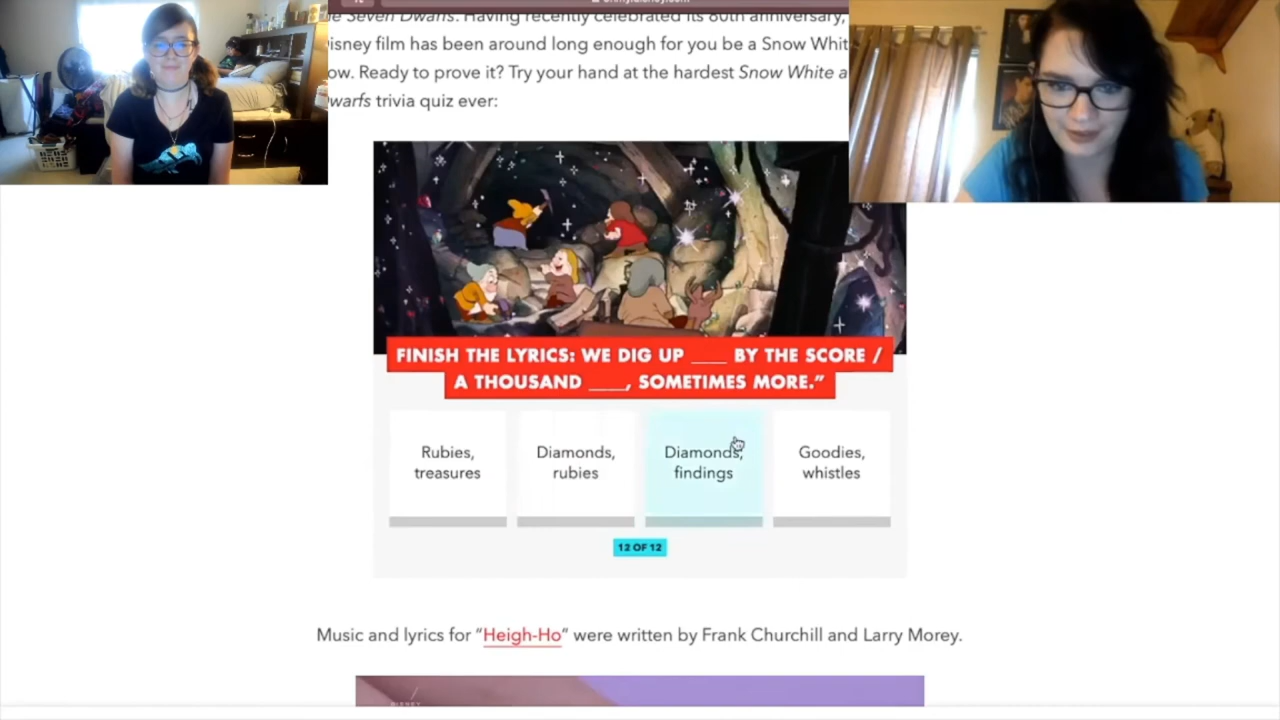 Seven Dwarfs. Having recently celebrated its 80th anniversary,
Disney film has been around long enough for you be a Snow Whit
ow. Ready to prove it? Try your hand at the hardest Snow White a
warfs trivia quiz ever:
FINISH THE LYRICS: WE DIG UP ____ BY THE SCORE /
A THOUSAND ____, SOMETIMES MORE.”
Rubies,
treasures
Diamonds,
rubies
Diamonds,
findings
Goodies,
whistles
12 OF 12
Music and lyrics for “Heigh-Ho” were written by Frank Churchill and Larry Morey.
DISNEY